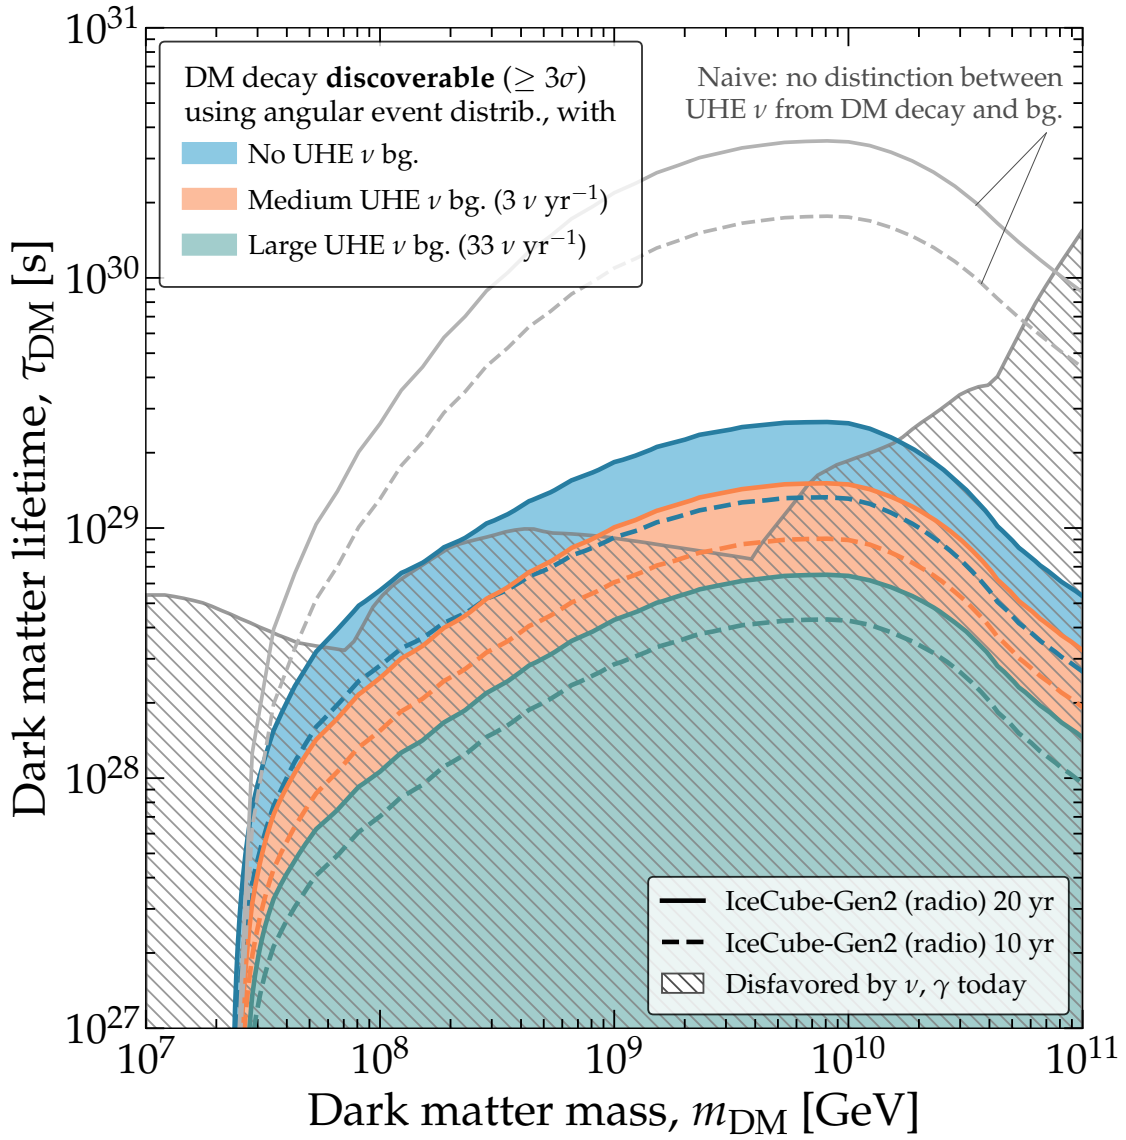 10^31
10^30
10^29
10^28
10^27
Dark matter lifetime, τ_DM [s]
DM decay discoverable (≥ 3σ)
using angular event distrib., with
No UHE ν bg.
Medium UHE ν bg. (3 ν yr⁻¹)
Large UHE ν bg. (33 ν yr⁻¹)
Naive: no distinction between
UHE ν from DM decay and bg.
IceCube-Gen2 (radio) 20 yr
IceCube-Gen2 (radio) 10 yr
Disfavored by ν, γ today
10^7 10^8 10^9 10^10 10^11
Dark matter mass, m_DM [GeV]